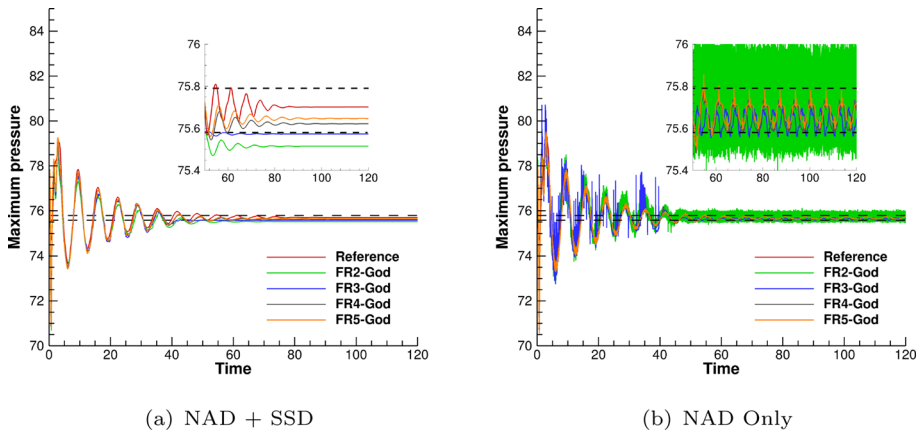 84
82
80
78
76
74
72
70
0 20 40 60 80 100 120
Maximum pressure
Time
76
75.8
75.6
75.4
60 80 100 120
Reference
FR2-God
FR3-God
FR4-God
FR5-God
(a) NAD + SSD
84
82
80
78
76
74
72
70
0 20 40 60 80 100 120
Maximum pressure
Time
76
75.8
75.6
75.4
60 80 100 120
Reference
FR2-God
FR3-God
FR4-God
FR5-God
(b) NAD Only